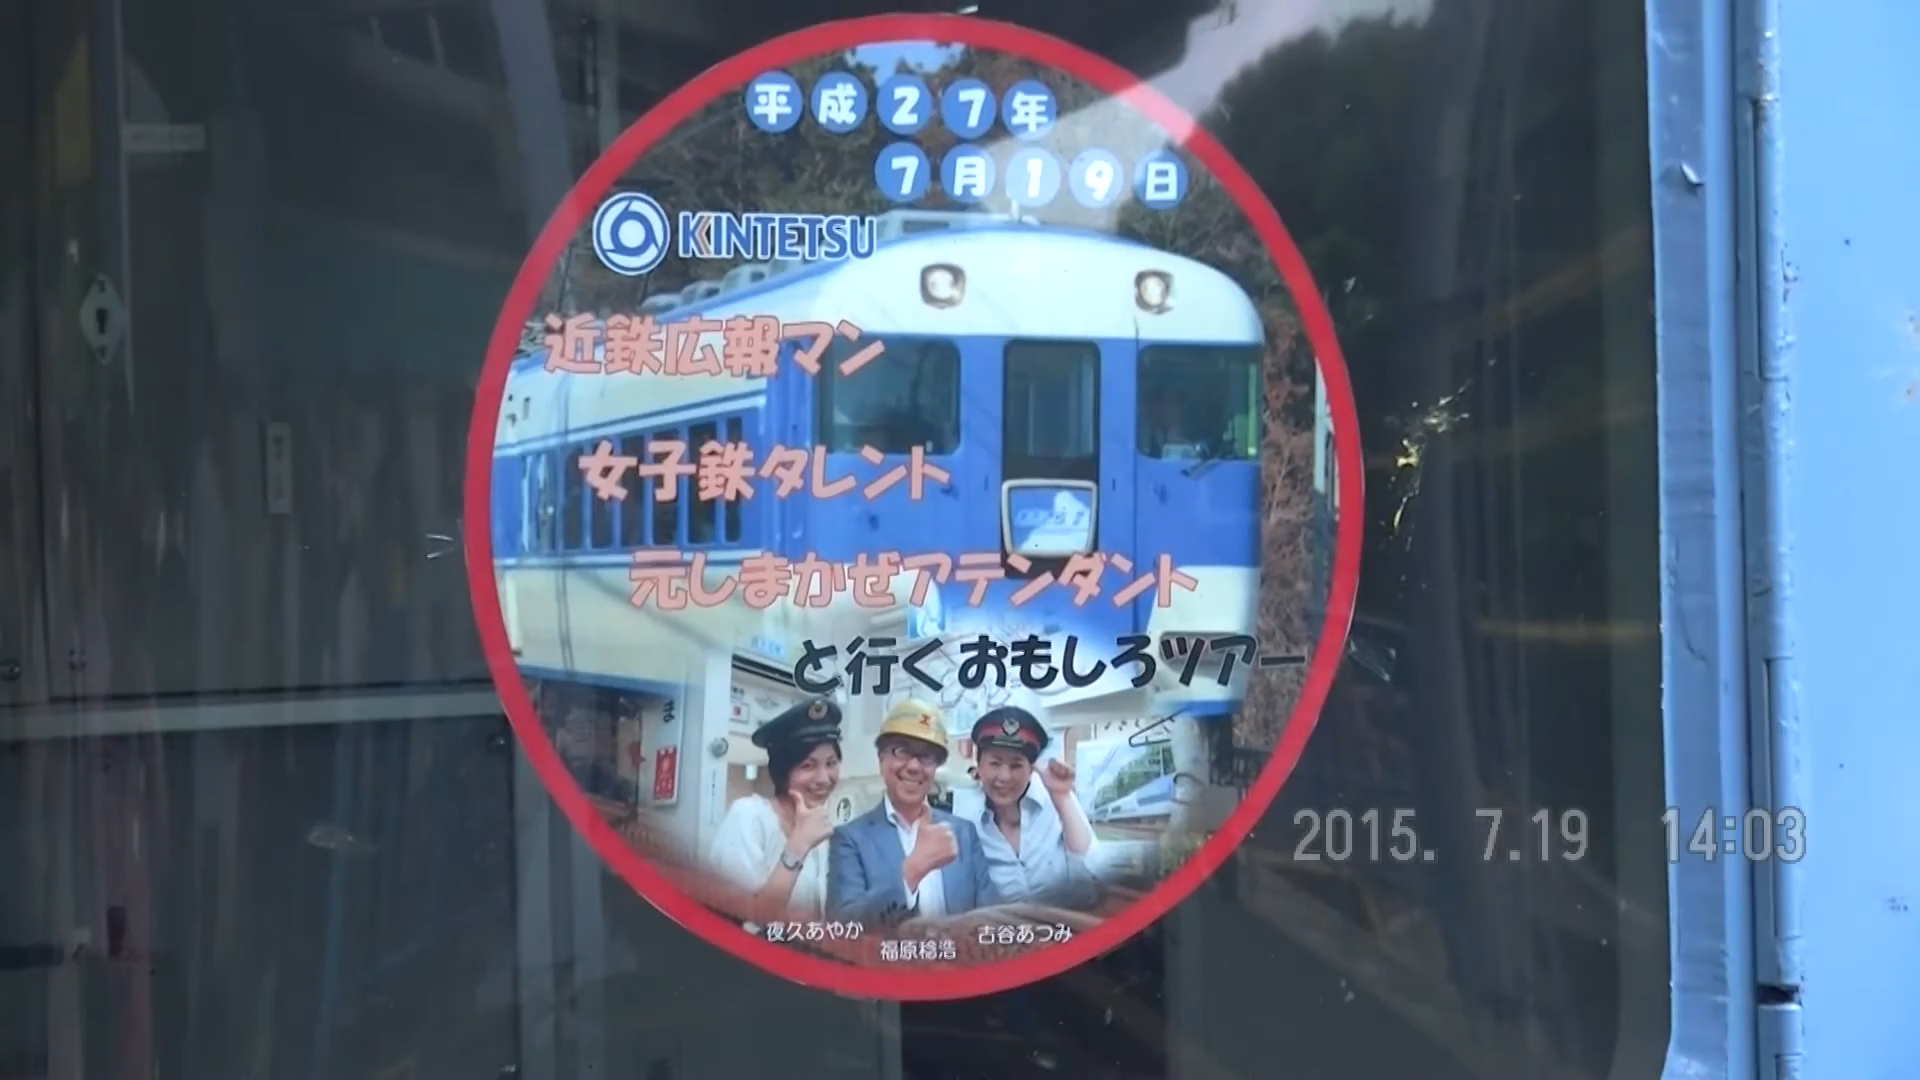 平成27年
7月19日
KINTETSU
近鉄広報マン
女子鉄タレント
元しまかぜアテンダント
と行くおもしろツアー
夜久あやか
福原稔浩
古谷あつみ
2015. 7.19 14:03